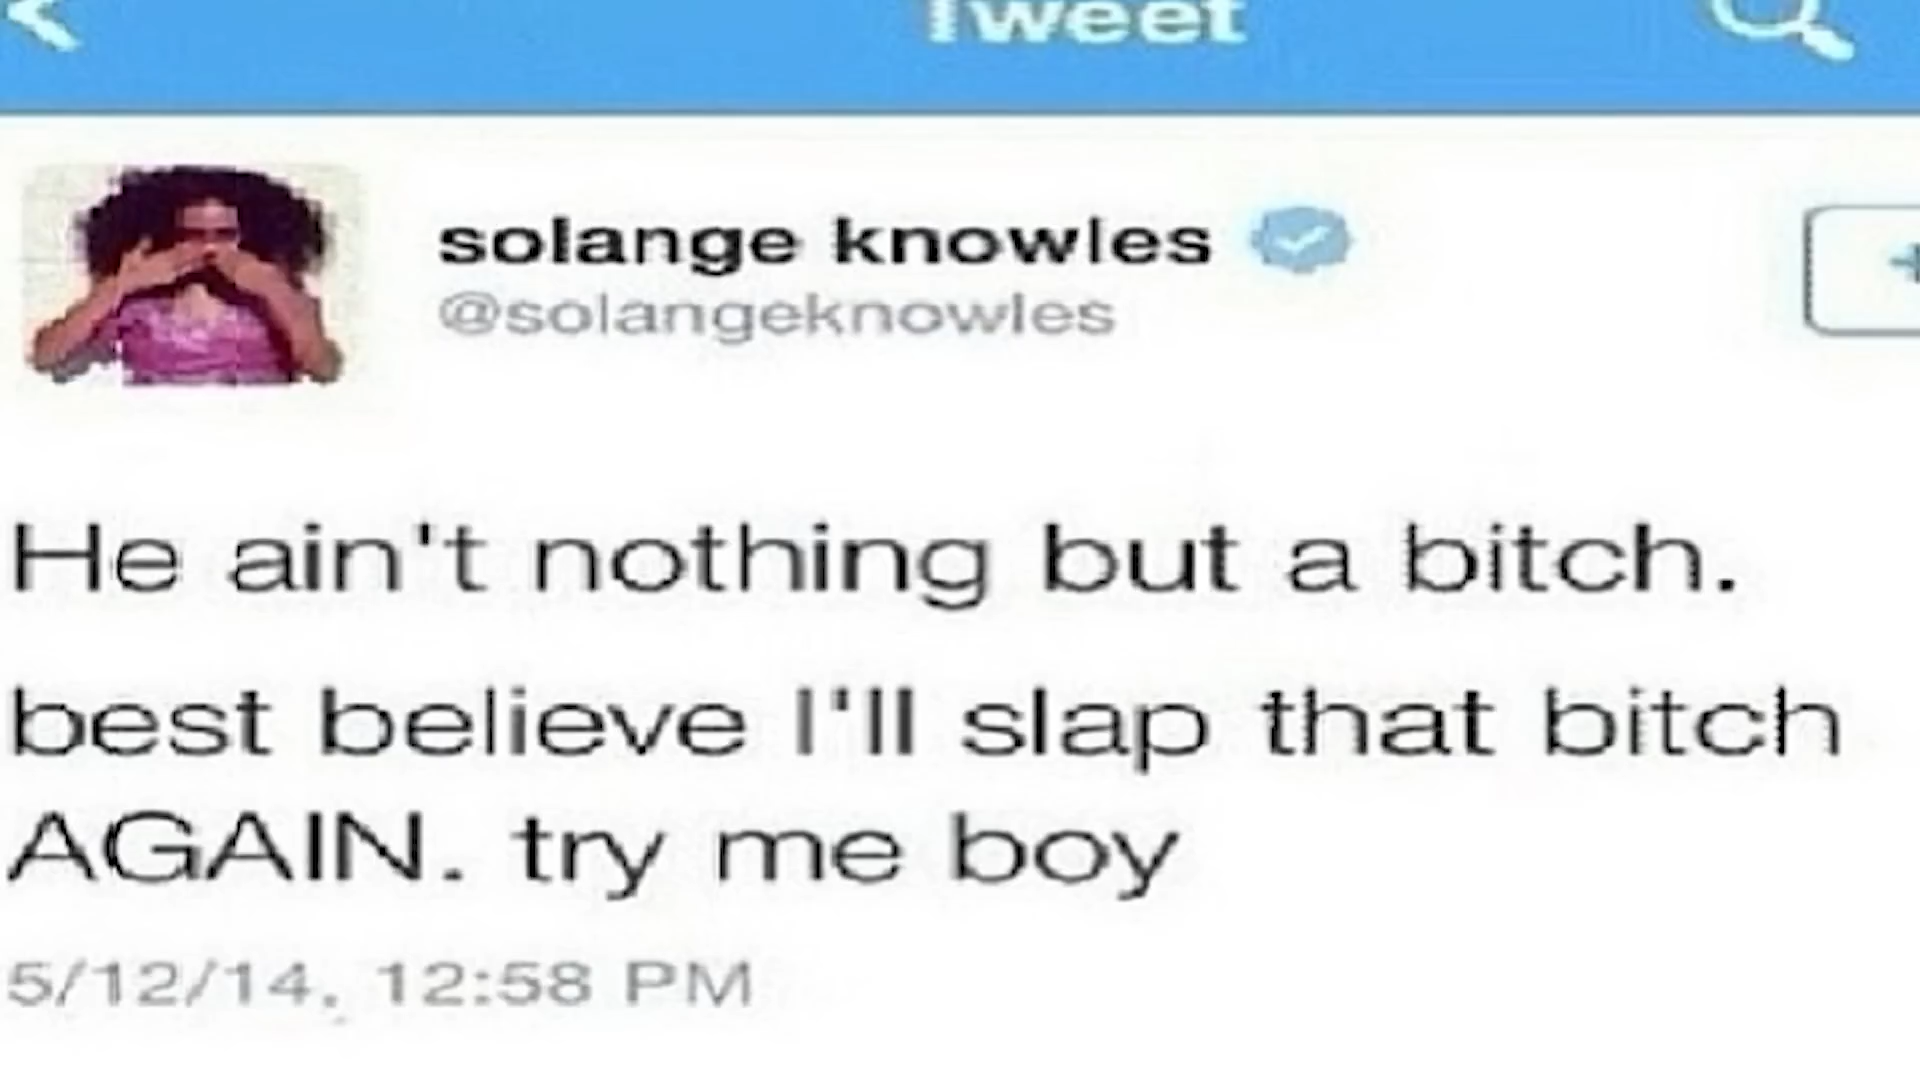 Tweet
solange knowles
@solangeknowles
He ain't nothing but a bitch.
best believe I'll slap that bitch
AGAIN. try me boy
5/12/14, 12:58 PM